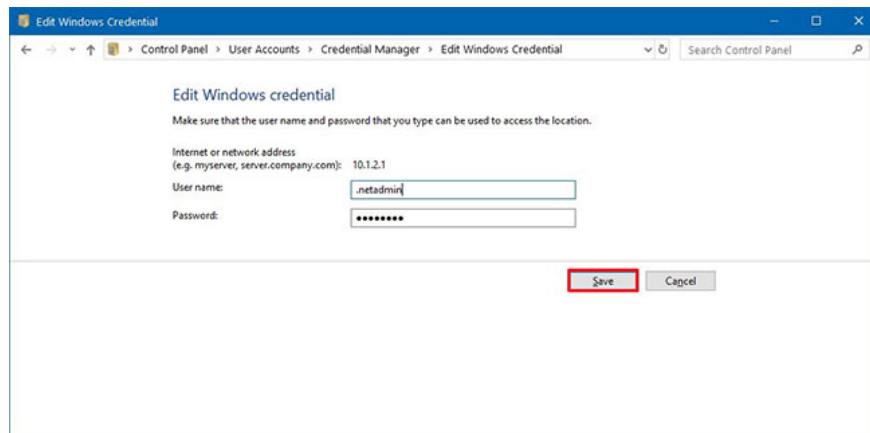 Edit Windows Credential
Control Panel > User Accounts > Credential Manager > Edit Windows Credential
Search Control Panel
Edit Windows credential
Make sure that the user name and password that you type can be used to access the location.
Internet or network address
(e.g. myserver, server.company.com): 10.1.2.1
User name: .netadmin
Password: ••••••••
Save Cancel